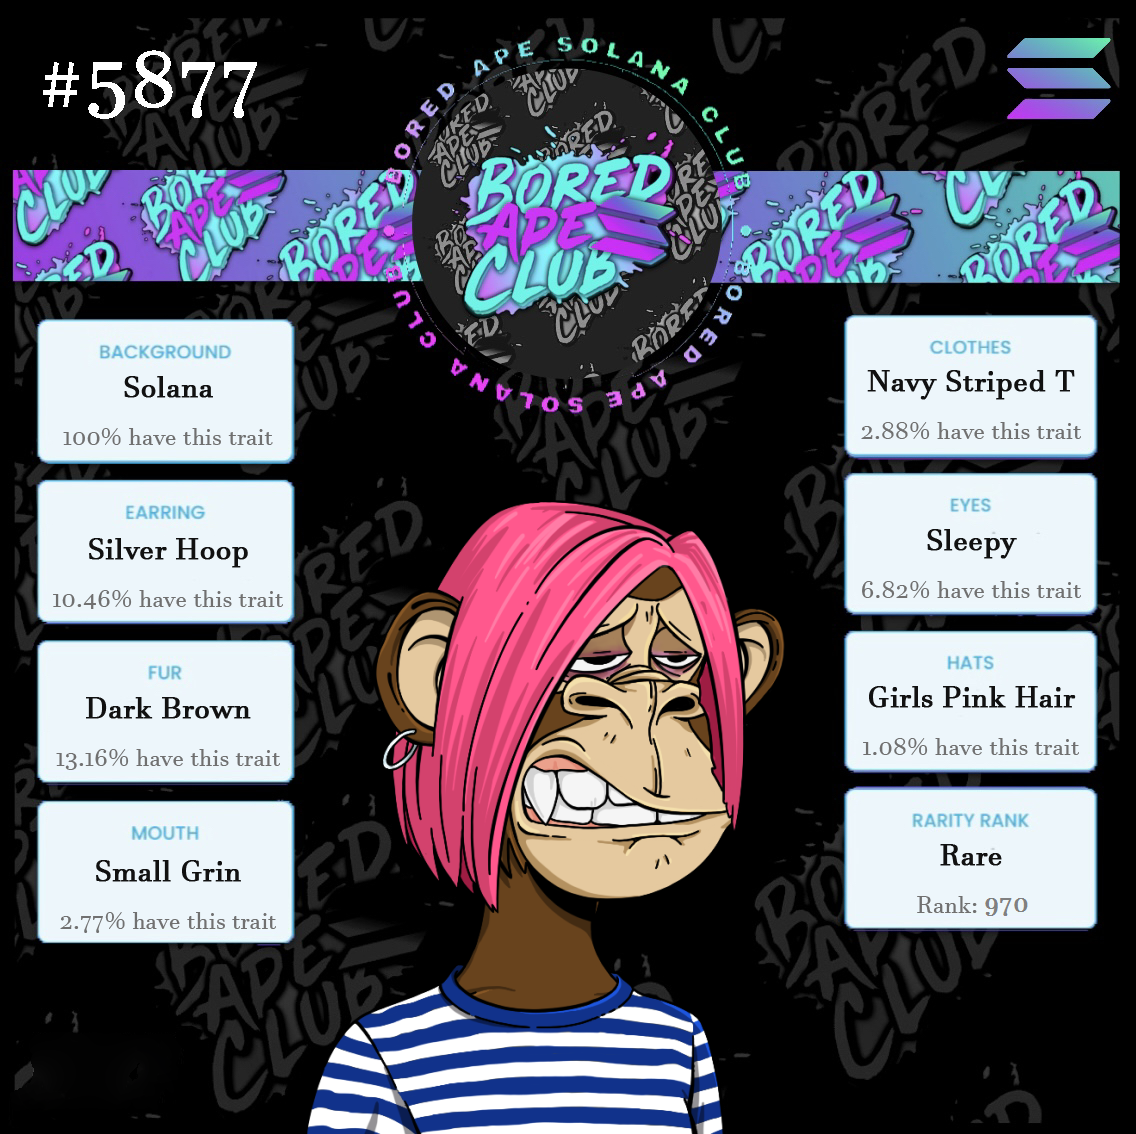 #5877
BORED APE SOLANA CLUB
BORED APE SOLANA CLUB
BORED
APE
CLUB
BACKGROUND
Solana
100% have this trait
EARRING
Silver Hoop
10.46% have this trait
FUR
Dark Brown
13.16% have this trait
MOUTH
Small Grin
2.77% have this trait
CLOTHES
Navy Striped T
2.88% have this trait
EYES
Sleepy
6.82% have this trait
HATS
Girls Pink Hair
1.08% have this trait
RARITY RANK
Rare
Rank: 970